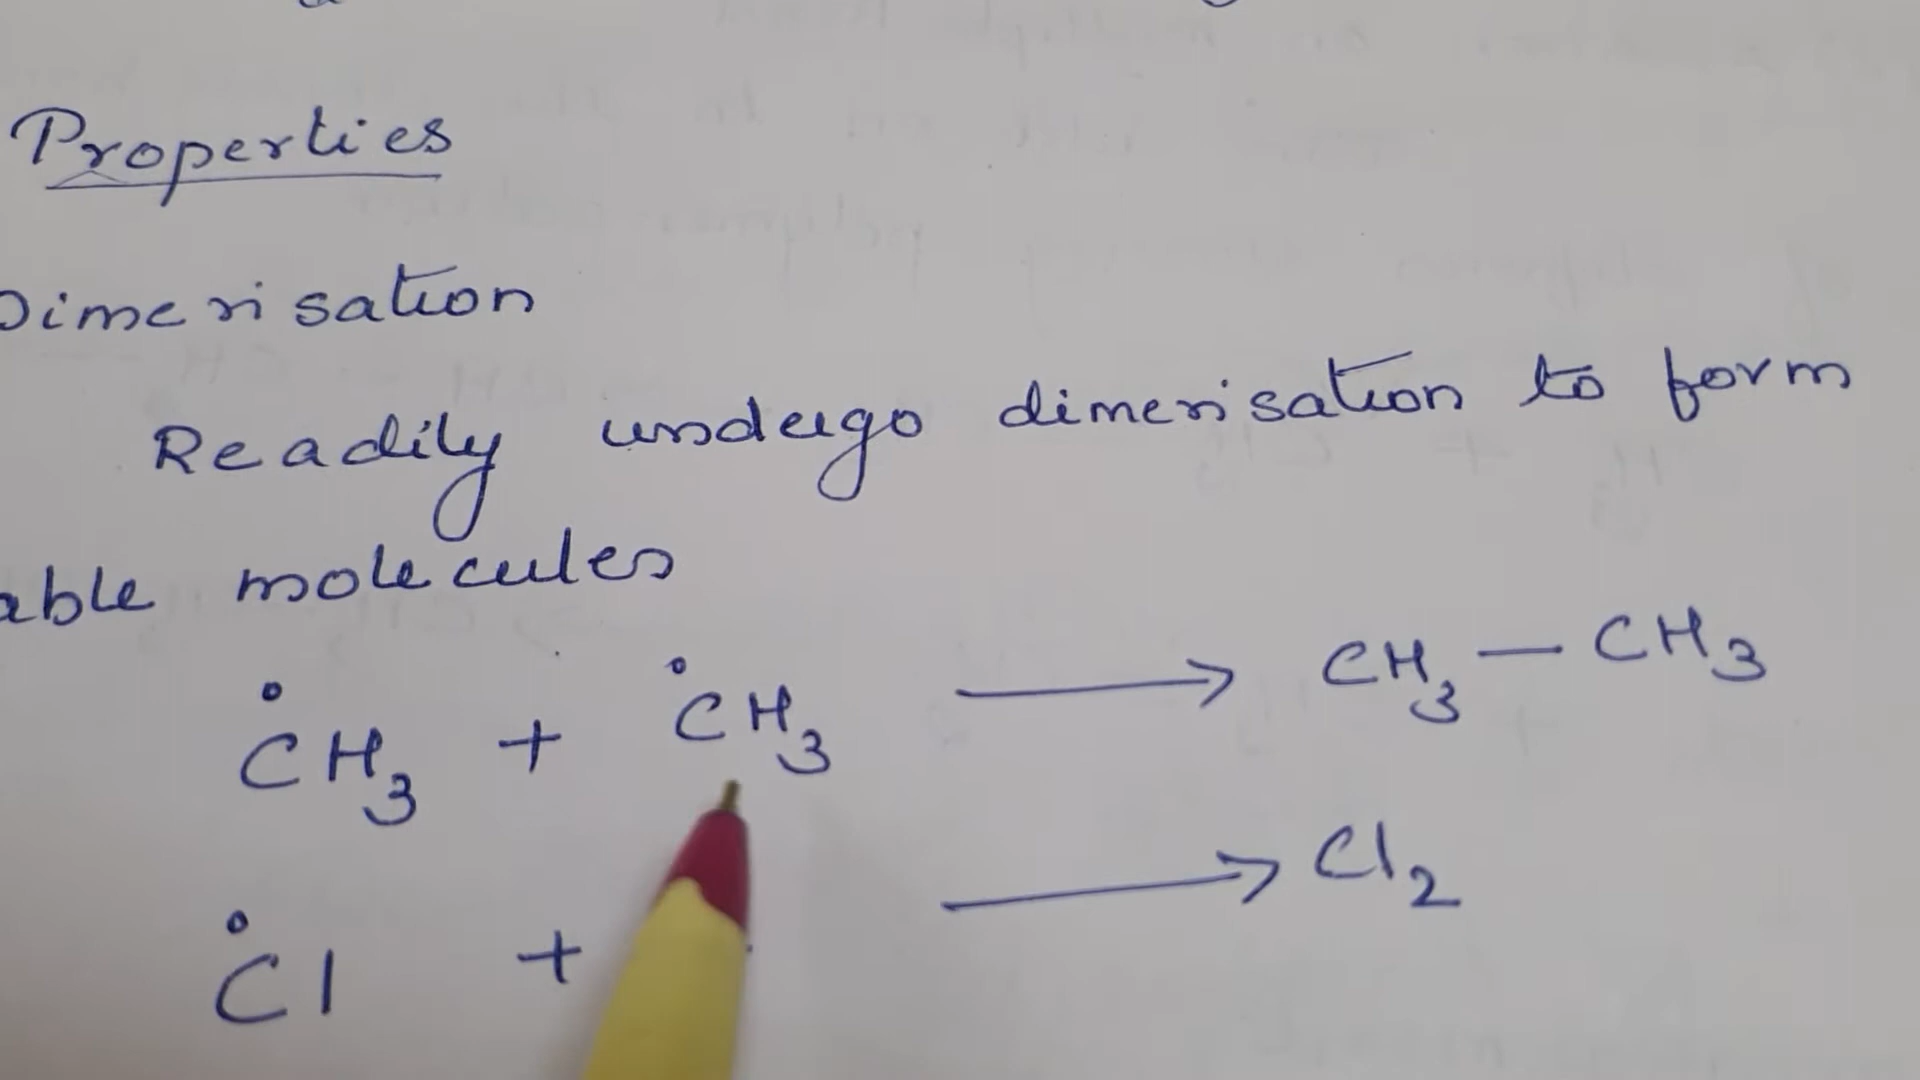 Properties
Dimerisation
Readily undergo dimerisation to form
able molecules
ĊH₃ + ĊH₃ ⟶ CH₃ — CH₃
Ċl + ⟶ Cl₂